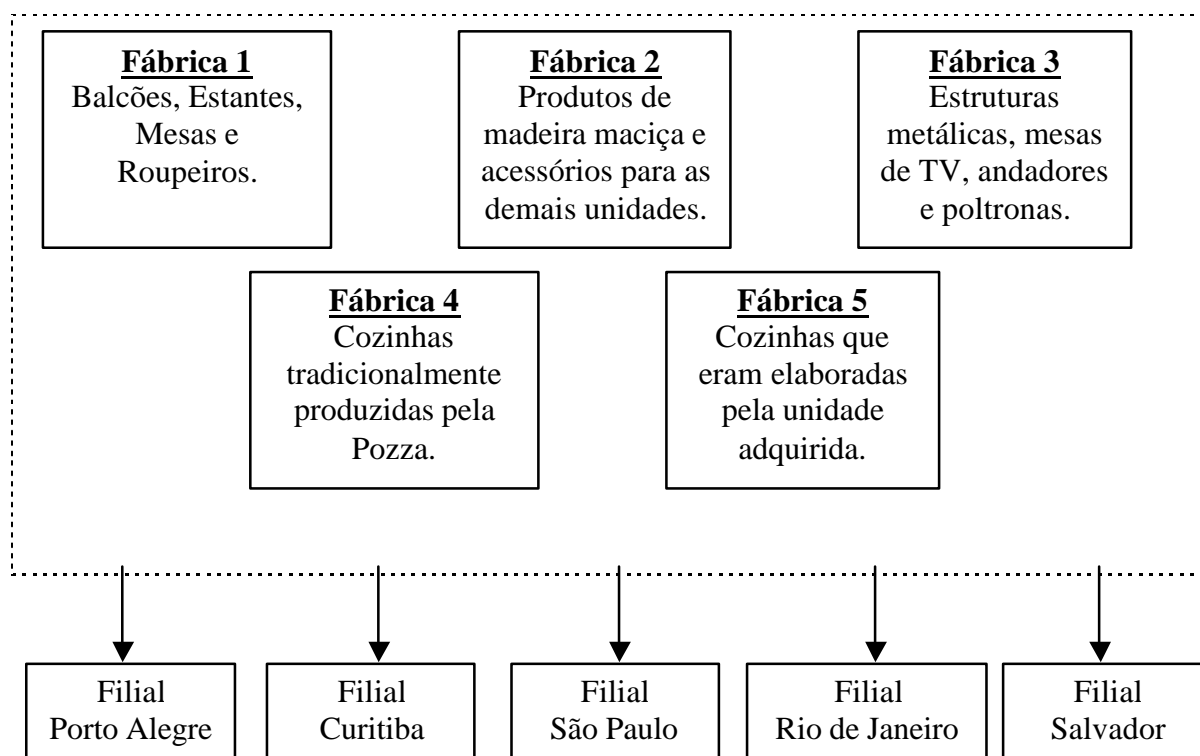 Fábrica 1
Balcões, Estantes,
Mesas e
Roupeiros.
Fábrica 2
Produtos de
madeira maciça e
acessórios para as
demais unidades.
Fábrica 3
Estruturas
metálicas, mesas
de TV, andadores
e poltronas.
Fábrica 4
Cozinhas
tradicionalmente
produzidas pela
Pozza.
Fábrica 5
Cozinhas que
eram elaboradas
pela unidade
adquirida.
Filial
Porto Alegre
Filial
Curitiba
Filial
São Paulo
Filial
Rio de Janeiro
Filial
Salvador